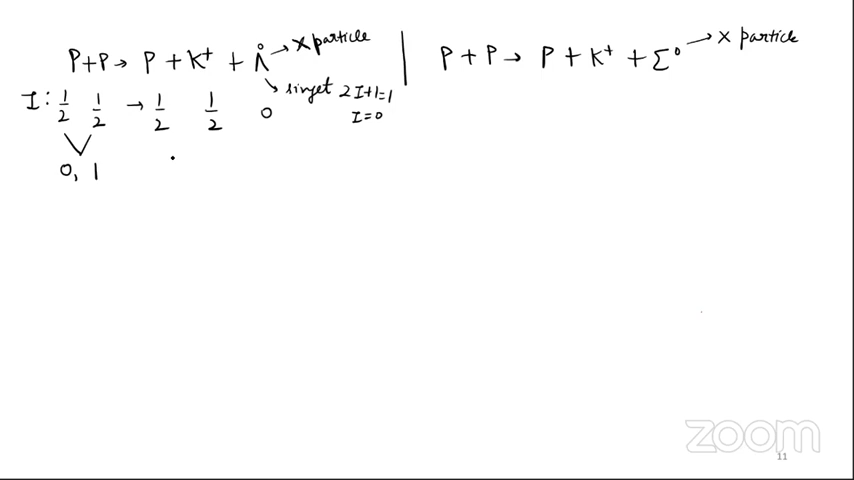 P+P → P + K⁺ + Λ⁰ → X particle
I: 1/2 1/2 → 1/2 1/2 0
singet 2I+1=1
I=0
0, 1
P + P → P + K⁺ + Σ⁰ → X particle
zoom
11